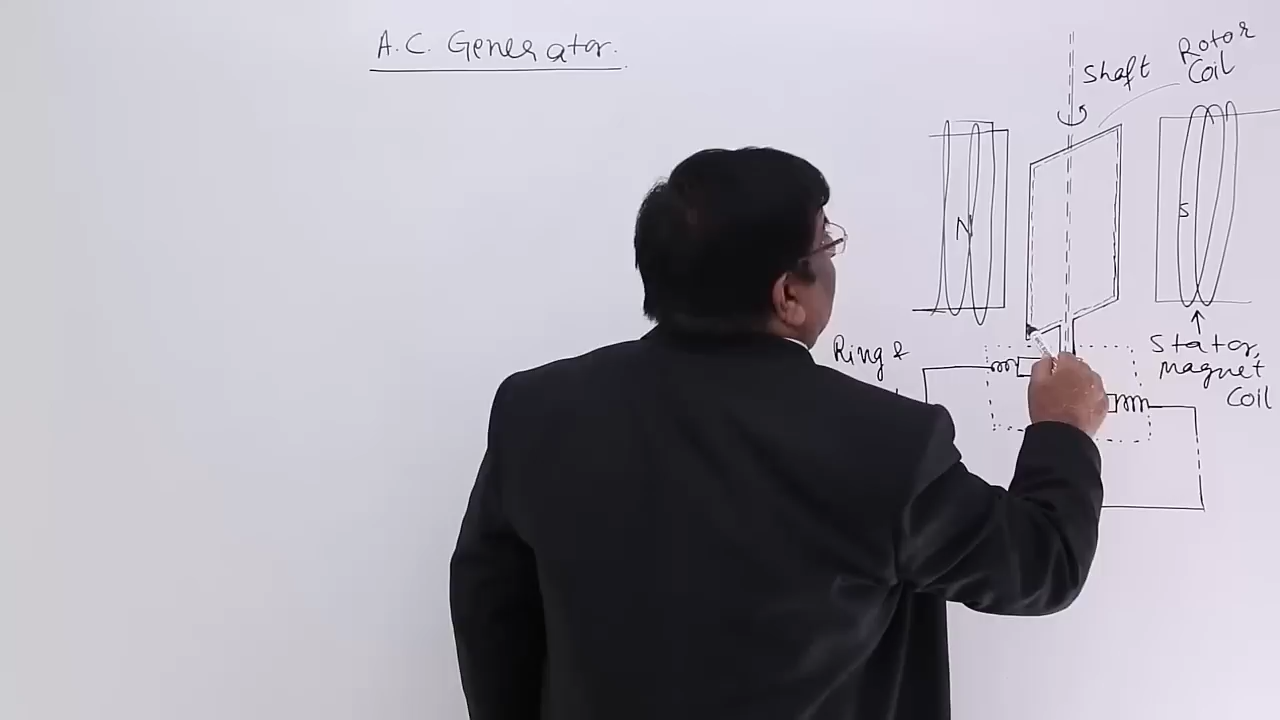 A.C. Generator.
Shaft
Rotor
Coil
N
S
Ring &
Stator,
magnet
Coil